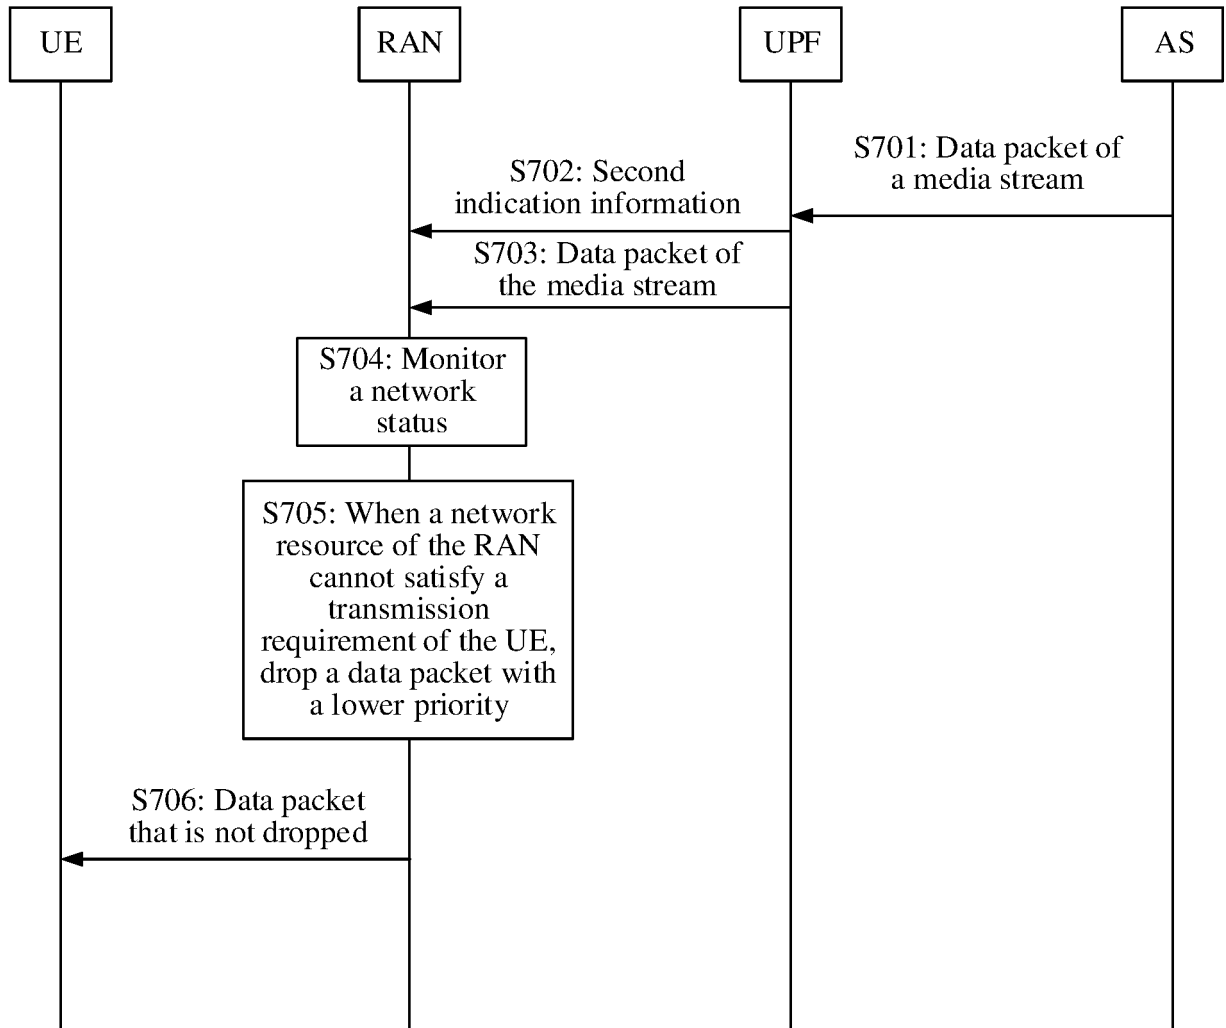 UE
RAN
UPF
AS
S701: Data packet of
a media stream
S702: Second
indication information
S703: Data packet of
the media stream
S704: Monitor
a network
status
S705: When a network
resource of the RAN
cannot satisfy a
transmission
requirement of the UE,
drop a data packet with
a lower priority
S706: Data packet
that is not dropped